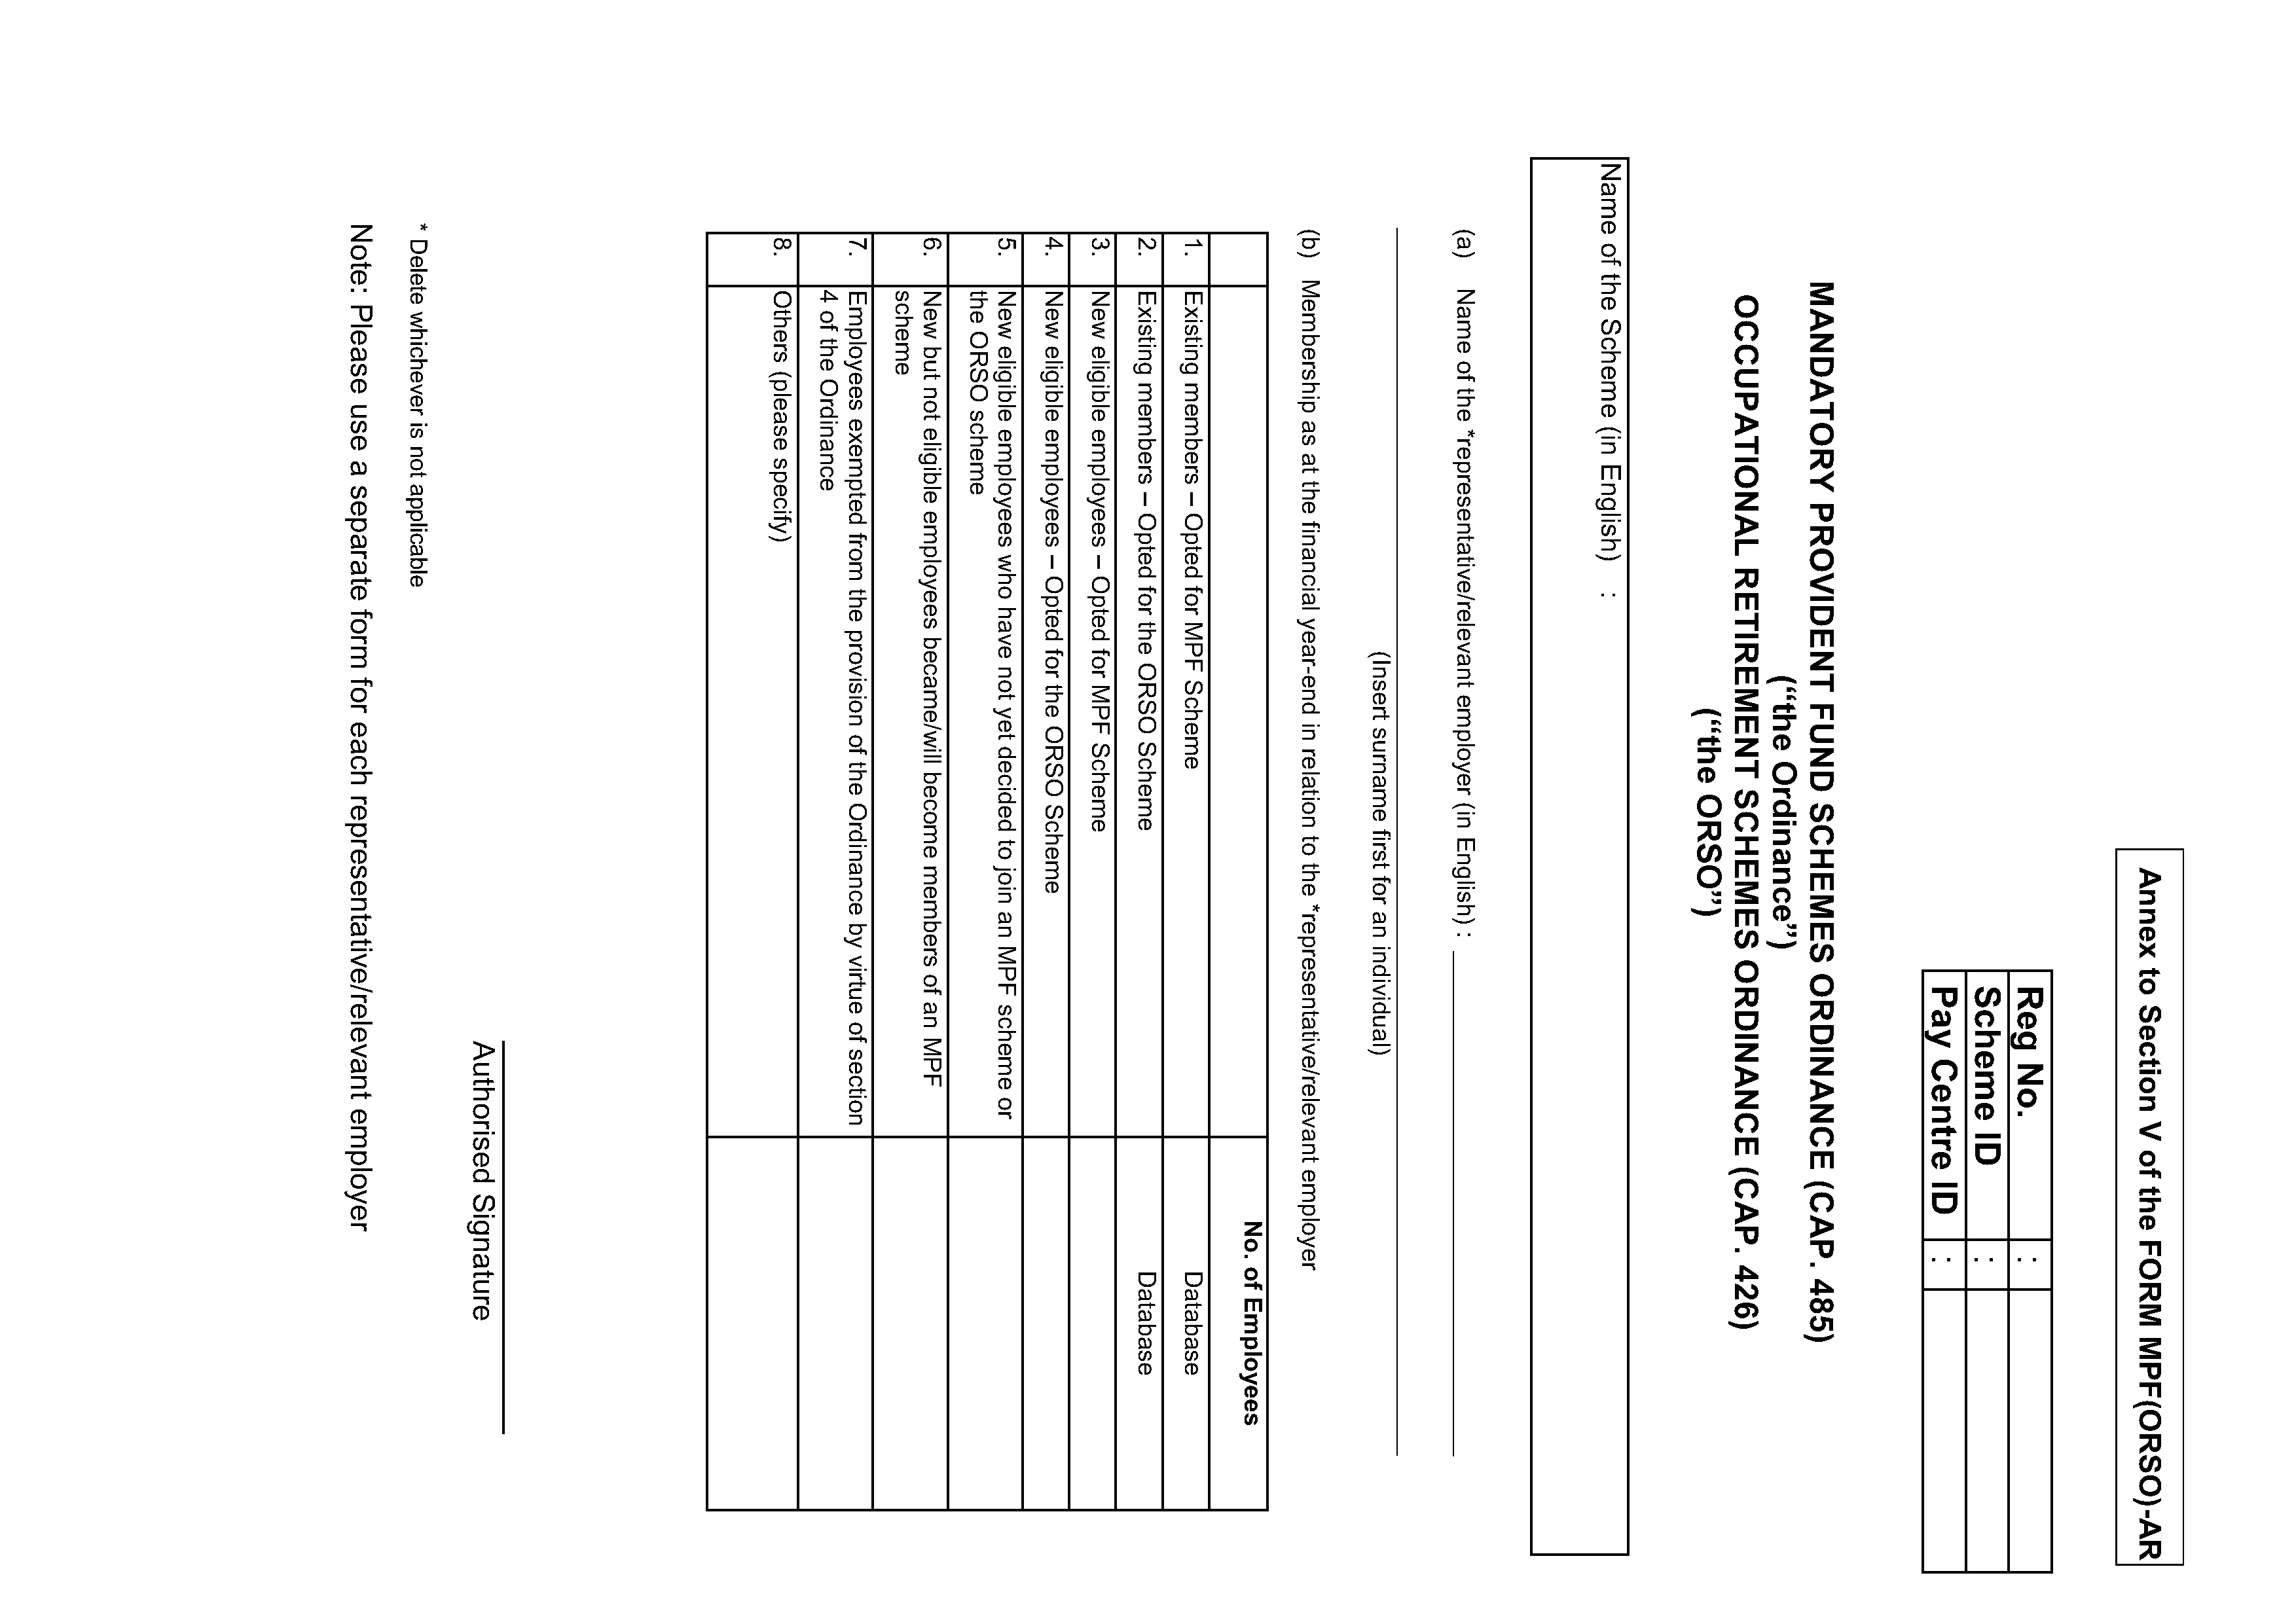 Annex to Section V of the FORM MPF(ORSO)-AR
Reg No. :
Scheme ID :
Pay Centre ID :
MANDATORY PROVIDENT FUND SCHEMES ORDINANCE (CAP. 485)
(“the Ordinance”)
OCCUPATIONAL RETIREMENT SCHEMES ORDINANCE (CAP. 426)
(“the ORSO”)
Name of the Scheme (in English) :
(a) Name of the *representative/relevant employer (in English) :
(Insert surname first for an individual)
(b) Membership as at the financial year-end in relation to the *representative/relevant employer
No. of Employees
1. Existing members – Opted for MPF Scheme Database
2. Existing members – Opted for the ORSO Scheme Database
3. New eligible employees – Opted for MPF Scheme
4. New eligible employees – Opted for the ORSO Scheme
5. New eligible employees who have not yet decided to join an MPF scheme or
the ORSO scheme
6. New but not eligible employees became/will become members of an MPF
scheme
7. Employees exempted from the provision of the Ordinance by virtue of section
4 of the Ordinance
8. Others (please specify)
Authorised Signature
* Delete whichever is not applicable
Note: Please use a separate form for each representative/relevant employer